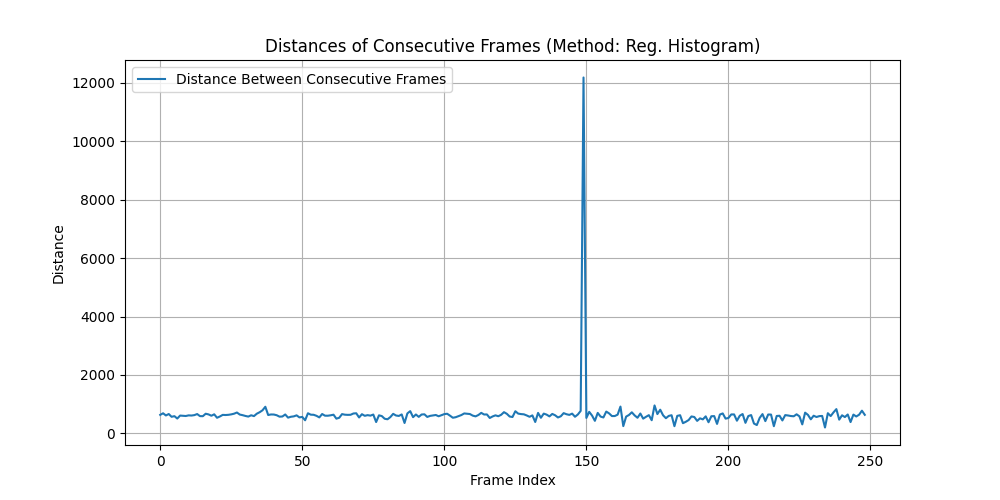 Distances of Consecutive Frames (Method: Reg. Histogram)
Distance Between Consecutive Frames
12000
10000
8000
6000
4000
2000
0
Distance
0 50 100 150 200 250
Frame Index